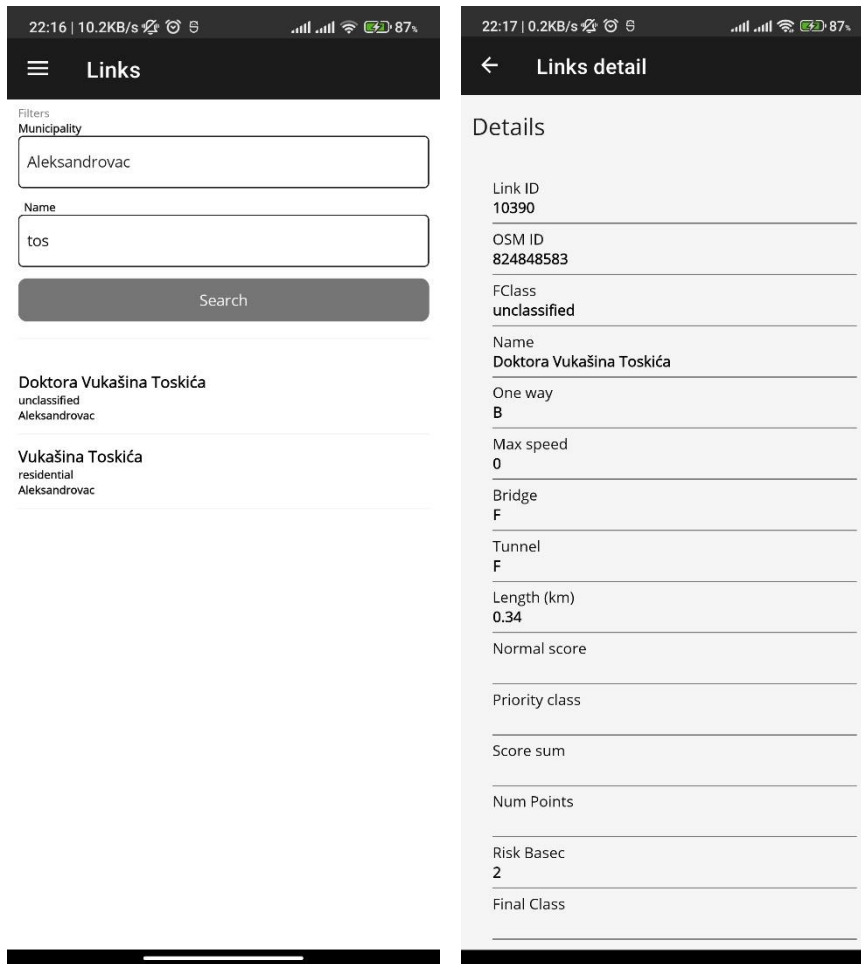 22:16 | 10.2KB/s 87%
Links
Filters
Municipality
Aleksandrovac
Name
tos
Search
Doktora Vukašina Toskića
unclassified
Aleksandrovac
Vukašina Toskića
residential
Aleksandrovac
22:17 | 0.2KB/s 87%
Links detail
Details
Link ID
10390
OSM ID
824848583
FClass
unclassified
Name
Doktora Vukašina Toskića
One way
B
Max speed
0
Bridge
F
Tunnel
F
Length (km)
0.34
Normal score
Priority class
Score sum
Num Points
Risk Basec
2
Final Class